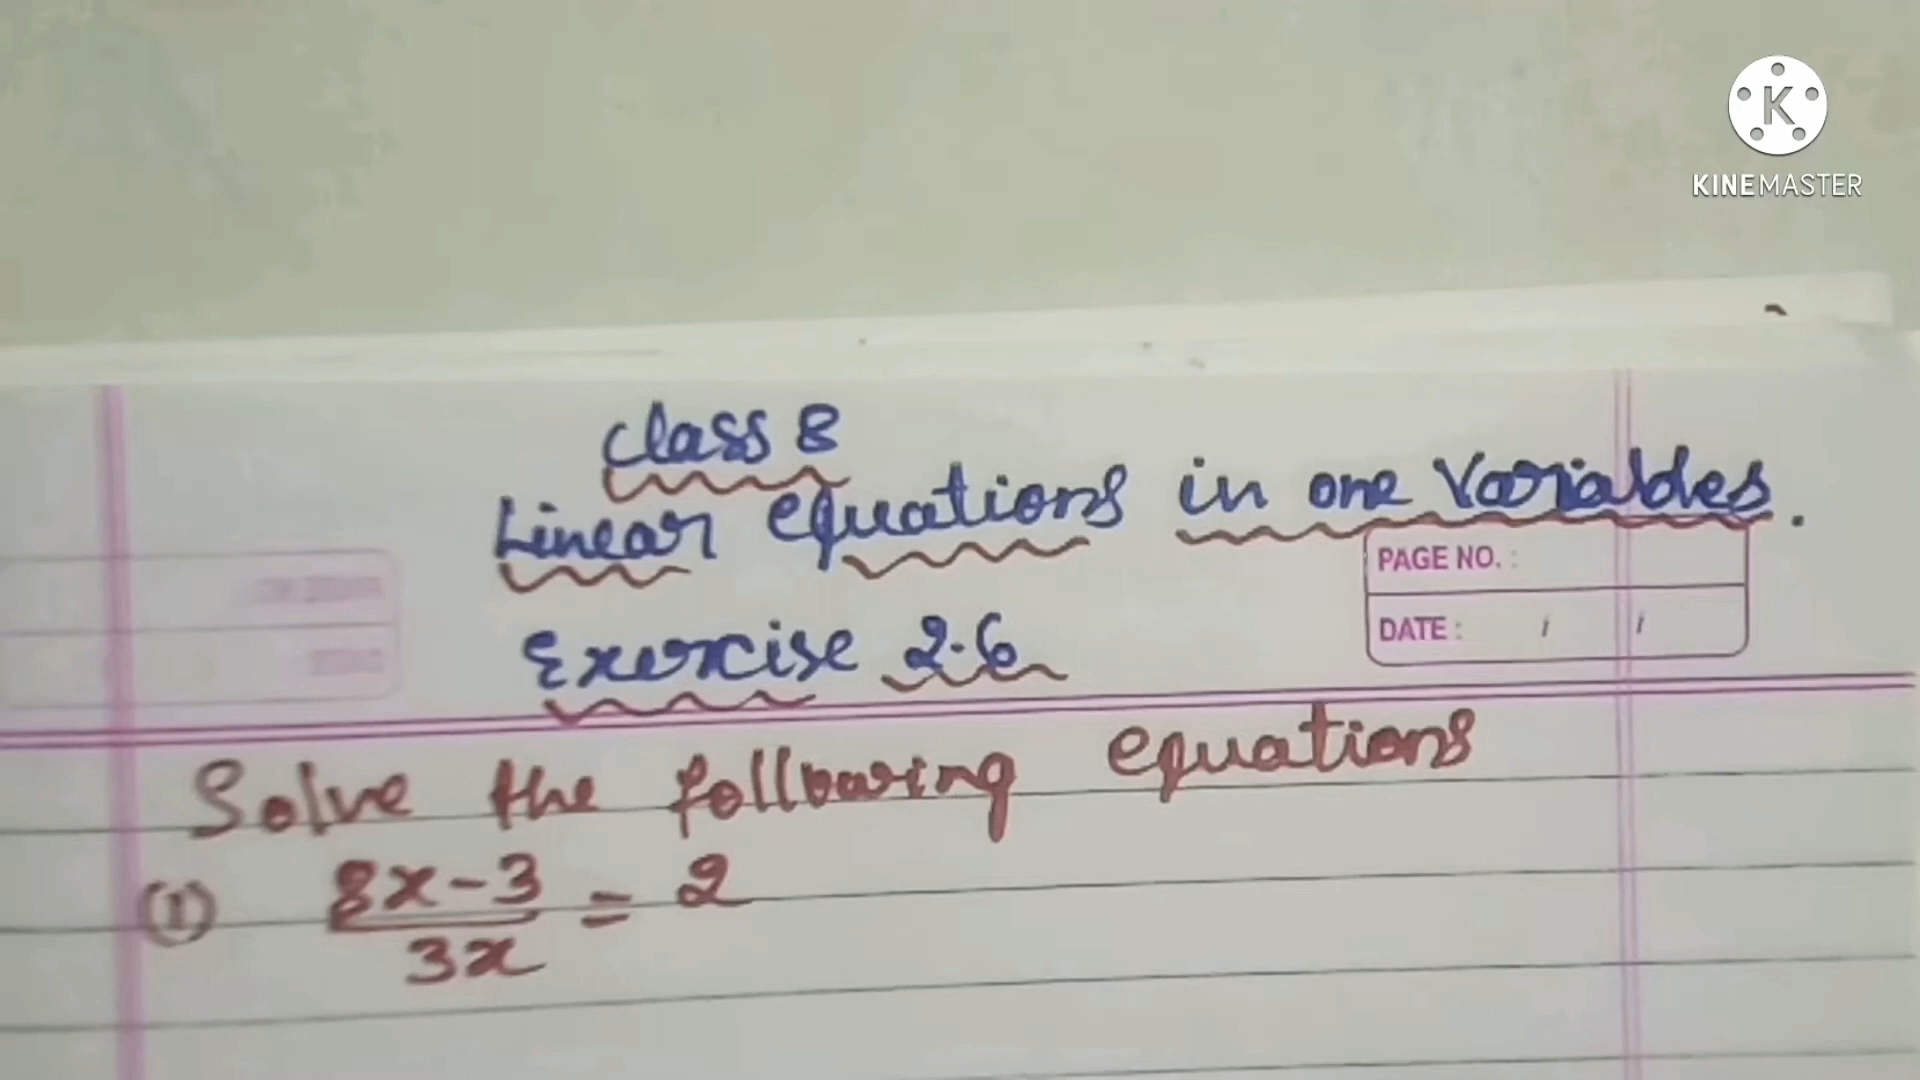 KINEMASTER
Class 8
Linear equations in one Variables.
PAGE NO. :
DATE : / /
Exercise 2.6
Solve the following equations
(1) 8x-3/3x = 2